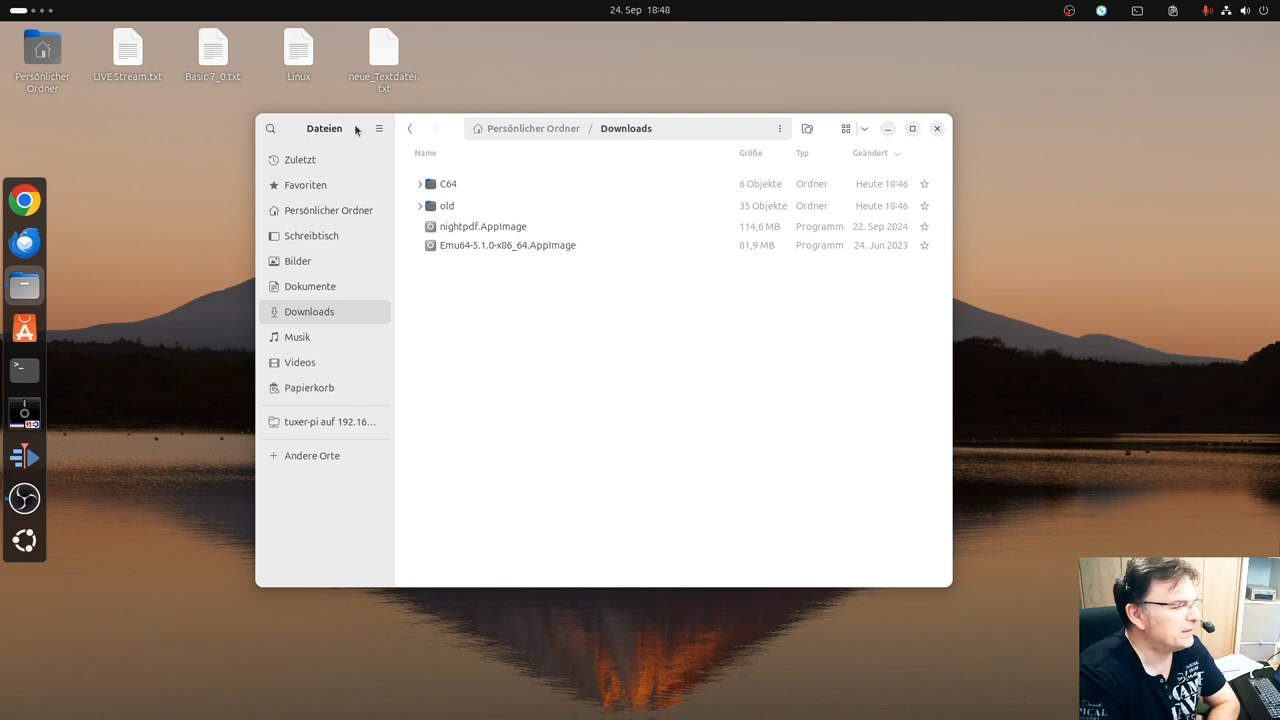 24. Sep 18:48
Persönlicher
Ordner
LIVE Stream.txt
Basic 7_0.txt
Linux
neue_Textdatei.
txt
Dateien
Persönlicher Ordner / Downloads
Name
Größe
Typ
Geändert
Zuletzt
Favoriten
Persönlicher Ordner
Schreibtisch
Bilder
Dokumente
Downloads
Musik
Videos
Papierkorb
tuxer-pi auf 192.16…
Andere Orte
C64 6 Objekte Ordner Heute 18:46
old 35 Objekte Ordner Heute 18:46
nightpdf.AppImage 114,6 MB Programm 22. Sep 2024
Emu64-5.1.0-x86_64.AppImage 81,9 MB Programm 24. Jun 2023